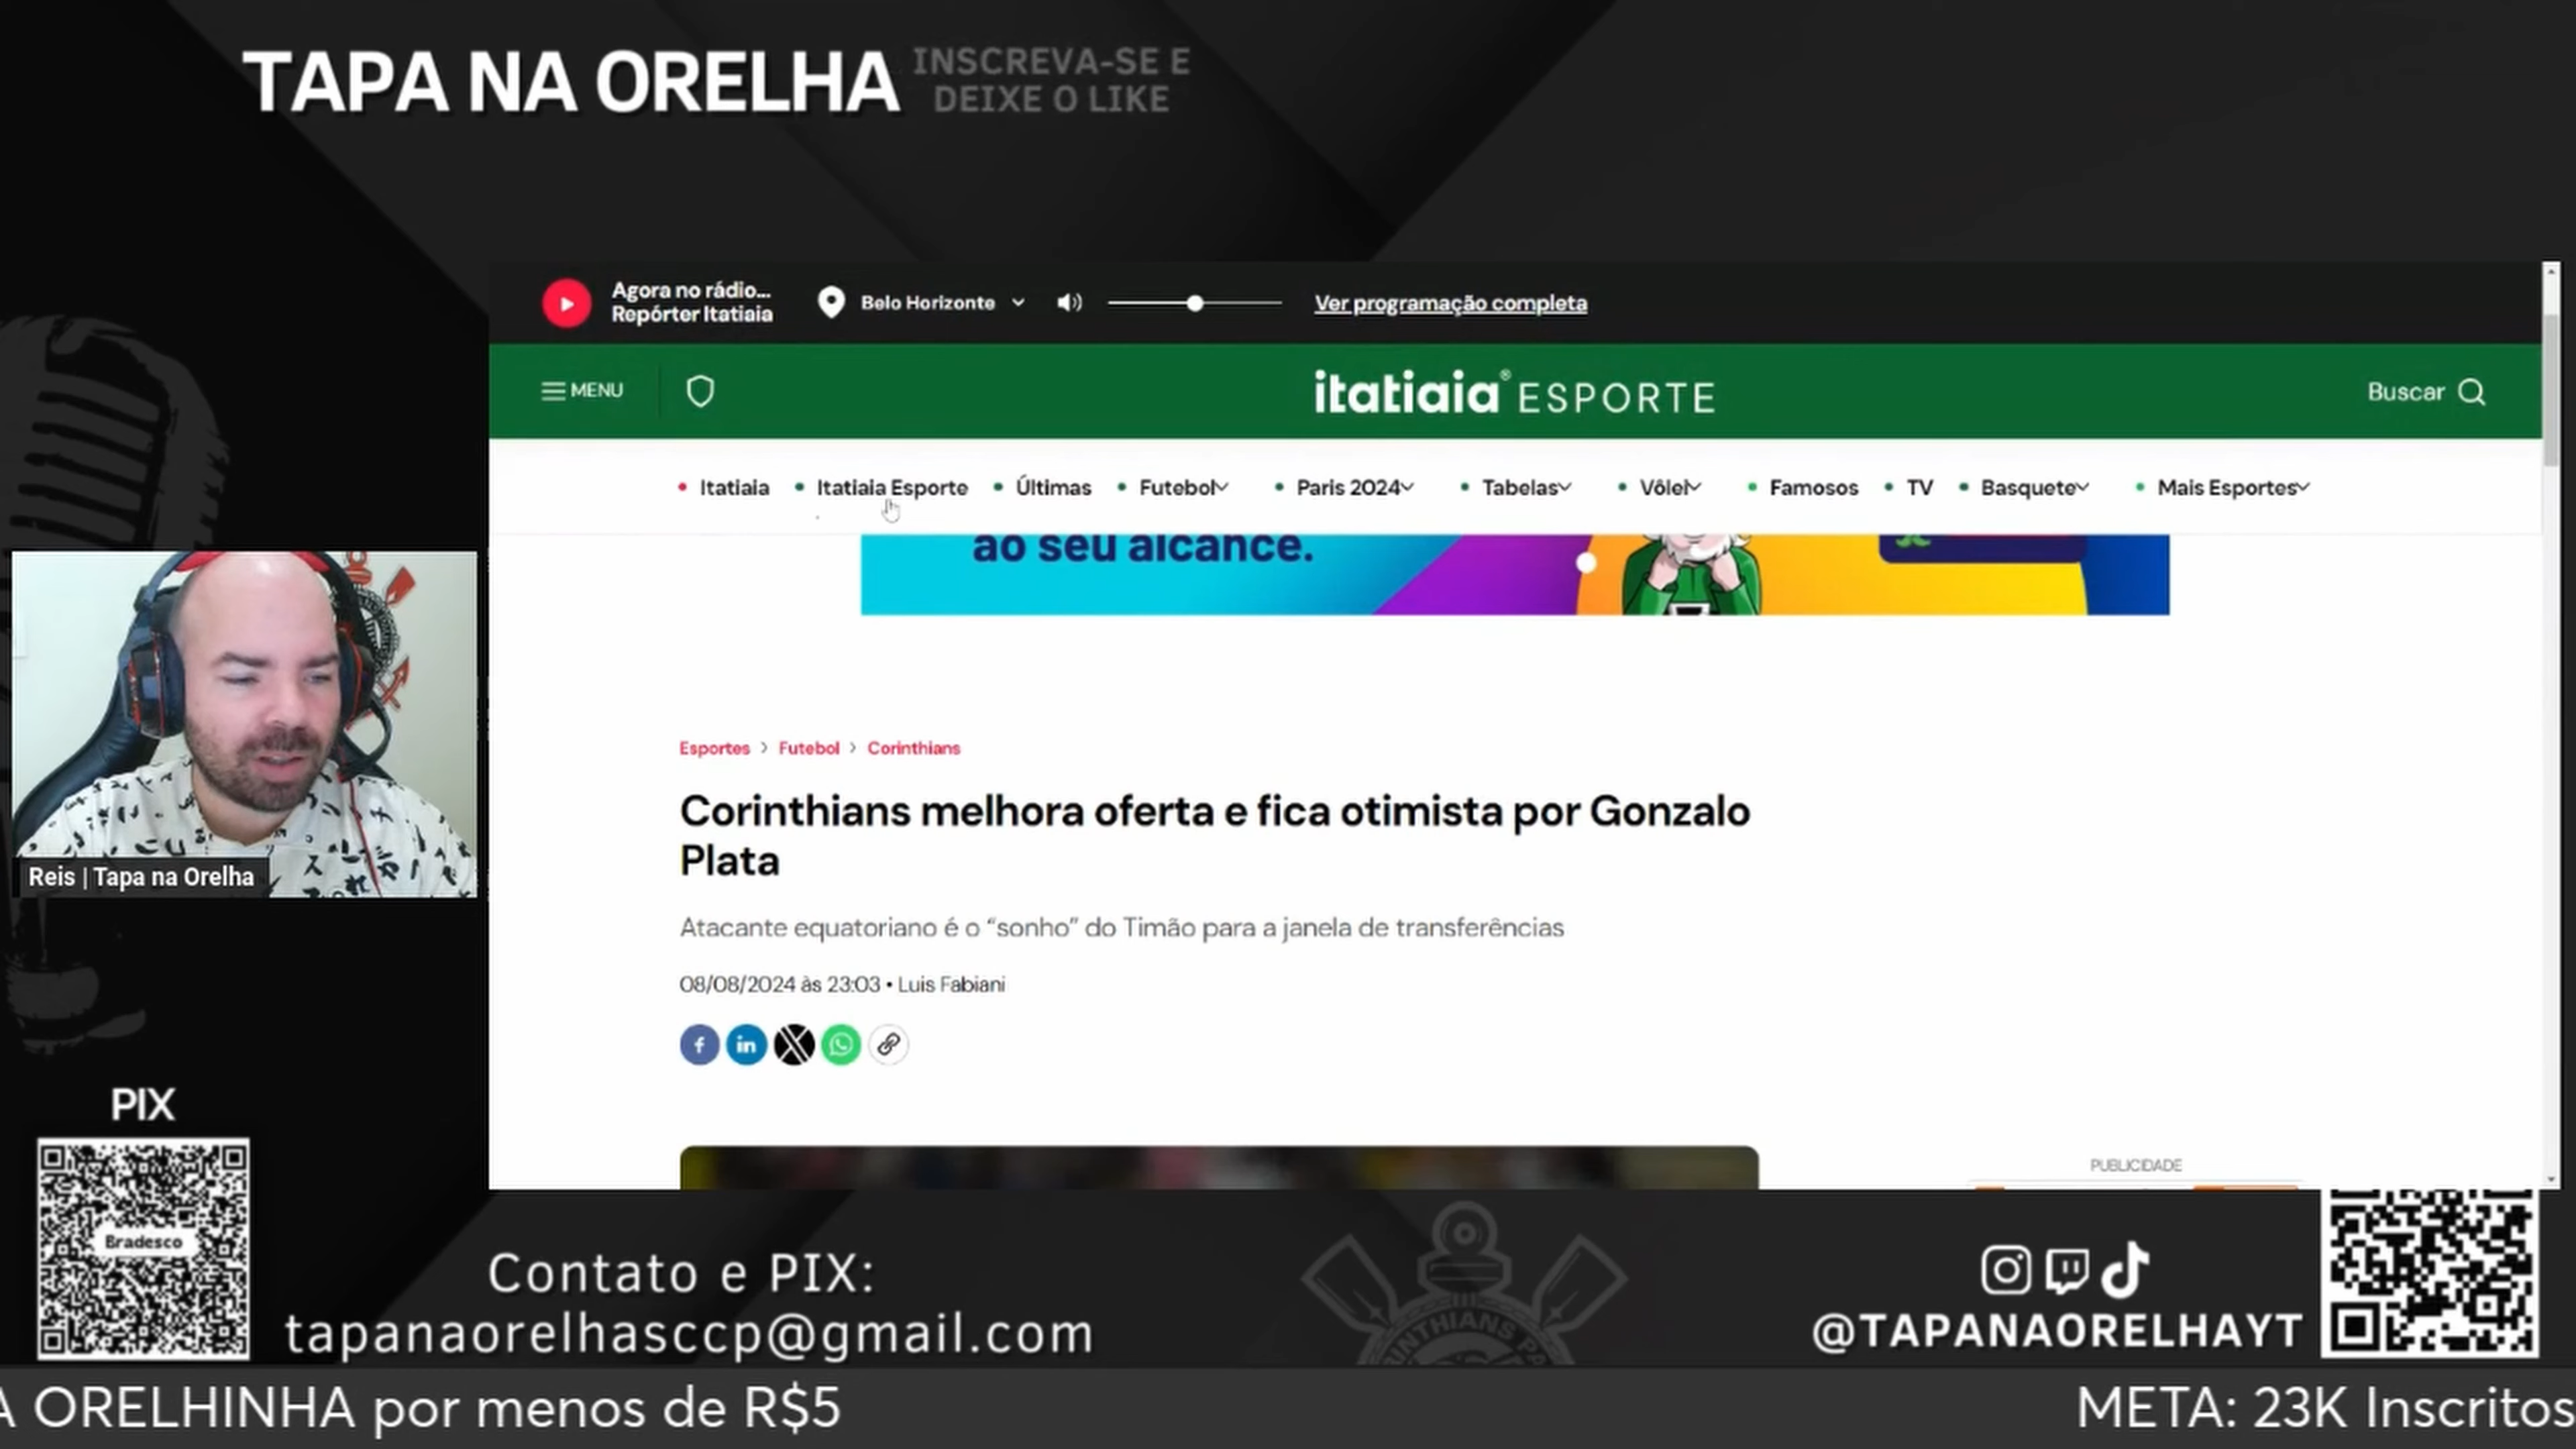 TAPA NA ORELHA
INSCREVA-SE E
DEIXE O LIKE
Agora no rádio...
Repórter Itatiaia
Belo Horizonte
Ver programação completa
MENU
itatiaia® ESPORTE
Buscar
Itatiaia
Itatiaia Esporte
Últimas
Futebol
Paris 2024
Tabelas
Vôlei
Famosos
TV
Basquete
Mais Esportes
ao seu alcance.
Esportes > Futebol > Corinthians
Corinthians melhora oferta e fica otimista por Gonzalo
Plata
Atacante equatoriano é o “sonho” do Timão para a janela de transferências
08/08/2024 às 23:03 • Luis Fabiani
Reis | Tapa na Orelha
PUBLICIDADE
PIX
Bradesco
Contato e PIX:
tapanaorelhasccp@gmail.com
@TAPANAORELHAYT
A ORELHINHA por menos de R$5
META: 23K Inscritos